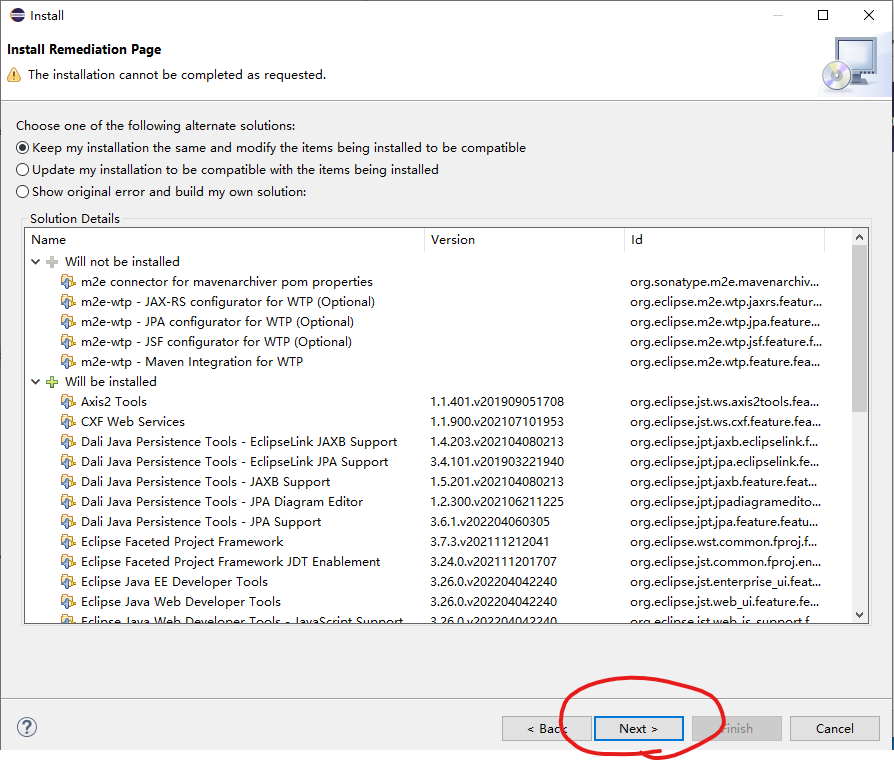 Install
Install Remediation Page
The installation cannot be completed as requested.
Choose one of the following alternate solutions:
Keep my installation the same and modify the items being installed to be compatible
Update my installation to be compatible with the items being installed
Show original error and build my own solution:
Solution Details
Name Version Id
Will not be installed
m2e connector for mavenarchiver pom properties org.sonatype.m2e.mavenarchiv...
m2e-wtp - JAX-RS configurator for WTP (Optional) org.eclipse.m2e.wtp.jaxrs.featur...
m2e-wtp - JPA configurator for WTP (Optional) org.eclipse.m2e.wtp.jpa.feature...
m2e-wtp - JSF configurator for WTP (Optional) org.eclipse.m2e.wtp.jsf.feature.f...
m2e-wtp - Maven Integration for WTP org.eclipse.m2e.wtp.feature.fea...
Will be installed
Axis2 Tools 1.1.401.v201909051708 org.eclipse.jst.ws.axis2tools.fea...
CXF Web Services 1.1.900.v202107101953 org.eclipse.jst.ws.cxf.feature.fea...
Dali Java Persistence Tools - EclipseLink JAXB Support 1.4.203.v202104080213 org.eclipse.jpt.jaxb.eclipselink.f...
Dali Java Persistence Tools - EclipseLink JPA Support 3.4.101.v201903221940 org.eclipse.jpt.jpa.eclipselink.fe...
Dali Java Persistence Tools - JAXB Support 1.5.201.v202104080213 org.eclipse.jpt.jaxb.feature.feat...
Dali Java Persistence Tools - JPA Diagram Editor 1.2.300.v202106211225 org.eclipse.jpt.jpadiagramedito...
Dali Java Persistence Tools - JPA Support 3.6.1.v202204060305 org.eclipse.jpt.jpa.feature.featu...
Eclipse Faceted Project Framework 3.7.3.v202111212041 org.eclipse.wst.common.fproj.f...
Eclipse Faceted Project Framework JDT Enablement 3.24.0.v202111201707 org.eclipse.jst.common.fproj.en...
Eclipse Java EE Developer Tools 3.26.0.v202204042240 org.eclipse.jst.enterprise_ui.feat...
Eclipse Java Web Developer Tools 3.26.0.v202204042240 org.eclipse.jst.web_ui.feature.fe...
Eclipse Java Web Developer Tools - JavaScript Support 3.26.0.v202204042240 org.eclipse.jst.web_js_support.f...
? < Back Next > Finish Cancel